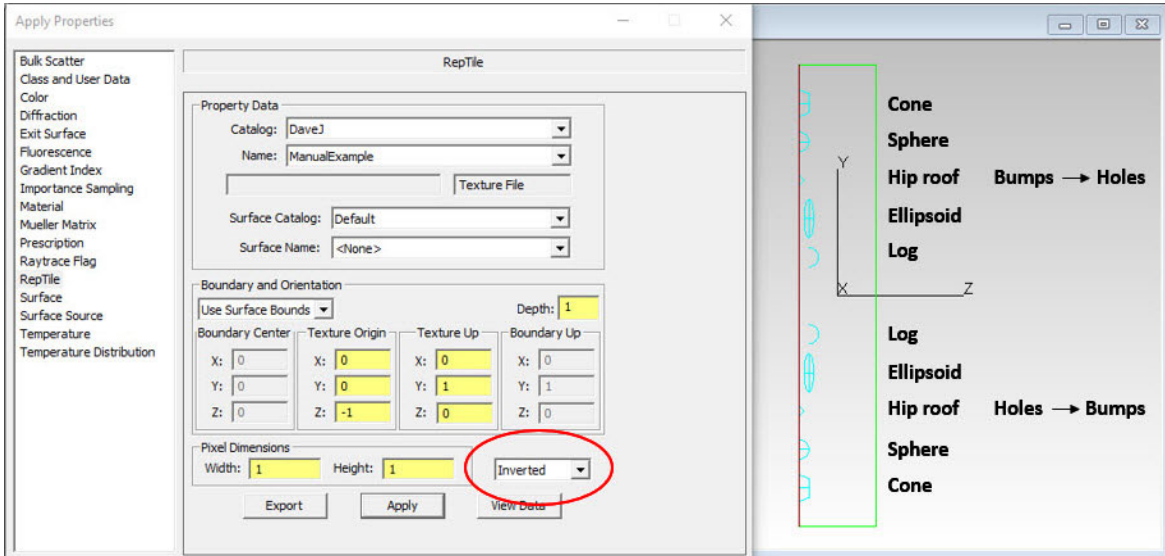 Apply Properties
Bulk Scatter
Class and User Data
Color
Diffraction
Exit Surface
Fluorescence
Gradient Index
Importance Sampling
Material
Mueller Matrix
Prescription
Raytrace Flag
RepTile
Surface
Surface Source
Temperature
Temperature Distribution
RepTile
Property Data
Catalog: DaveJ
Name: ManualExample
Texture File
Surface Catalog: Default
Surface Name: <None>
Boundary and Orientation
Use Surface Bounds Depth: 1
Boundary Center Texture Origin Texture Up Boundary Up
X: 0 X: 0 X: 0 X: 0
Y: 0 Y: 0 Y: 1 Y: 1
Z: 0 Z: -1 Z: 0 Z: 0
Pixel Dimensions
Width: 1 Height: 1 Inverted
Export Apply View Data
Cone
Sphere
Y
Hip roof Bumps → Holes
Ellipsoid
Log
X Z
Log
Ellipsoid
Hip roof Holes → Bumps
Sphere
Cone